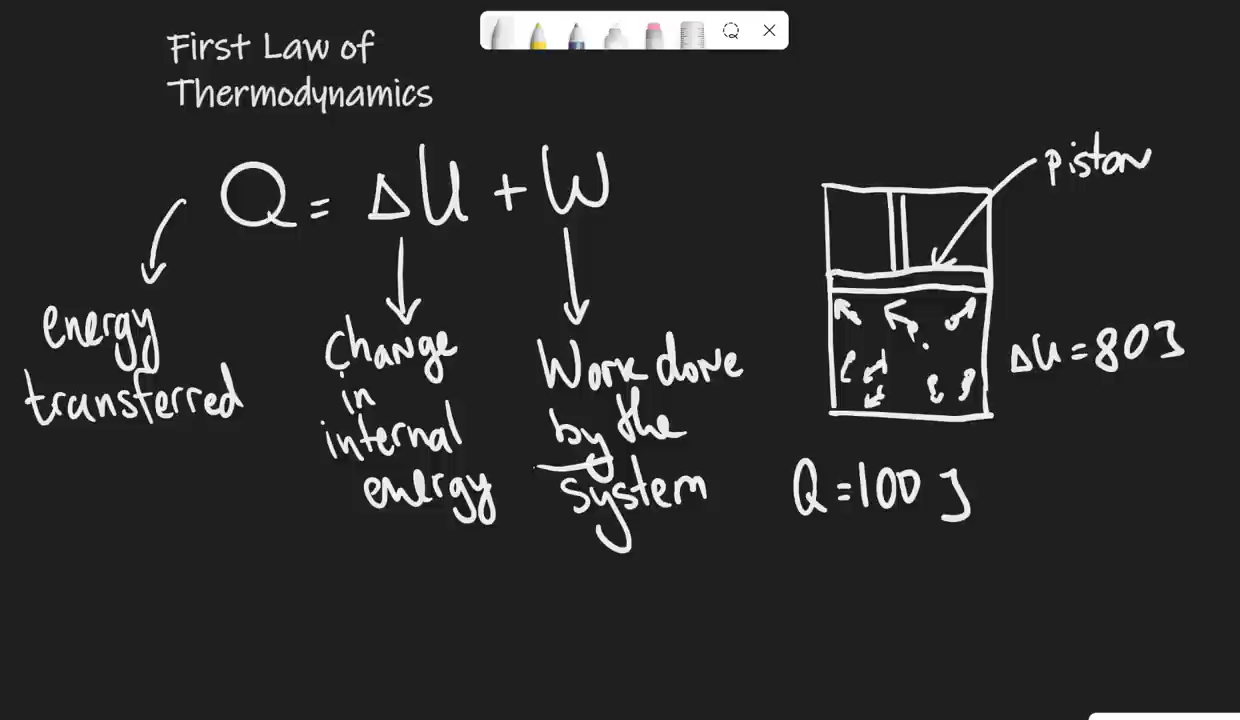 First Law of
Thermodynamics
Q = ΔU + W
energy
transferred
Change
in
internal
energy
Work done
by the
system
piston
ΔU = 80J
Q = 100 J